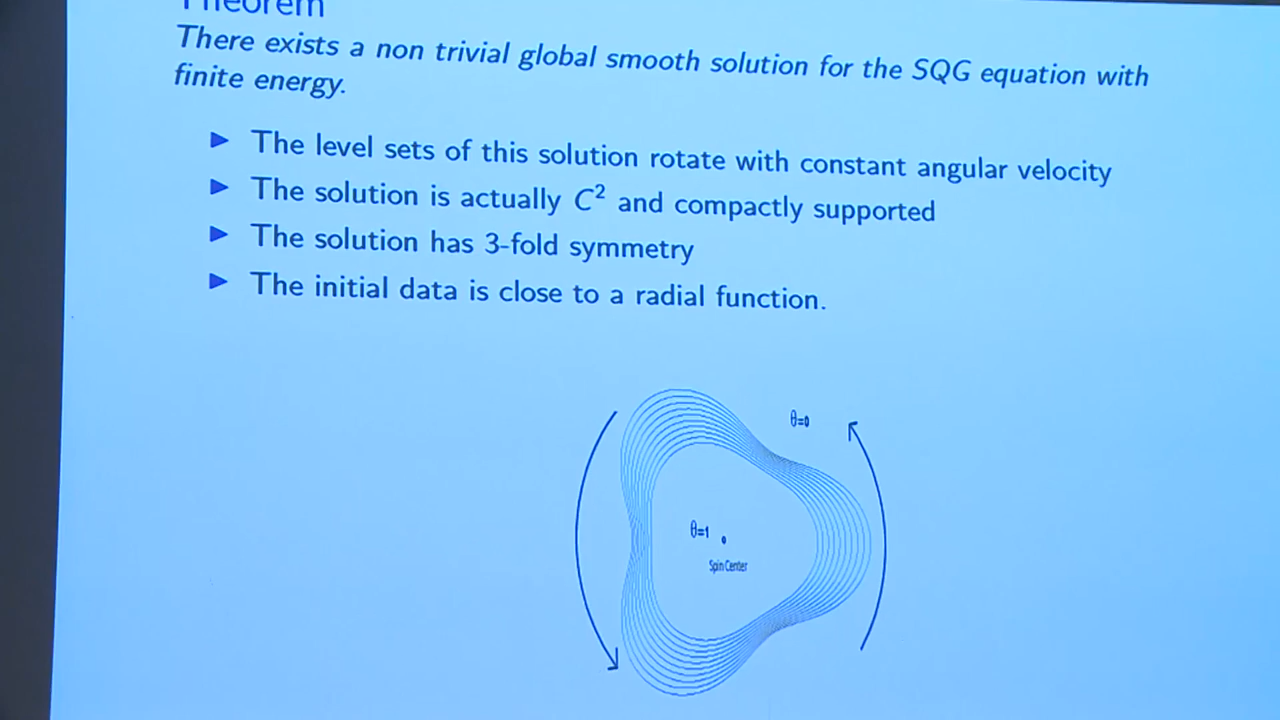 Theorem
There exists a non trivial global smooth solution for the SQG equation with
finite energy.
▶ The level sets of this solution rotate with constant angular velocity
▶ The solution is actually C² and compactly supported
▶ The solution has 3-fold symmetry
▶ The initial data is close to a radial function.
θ=0
θ=1
Spin Center